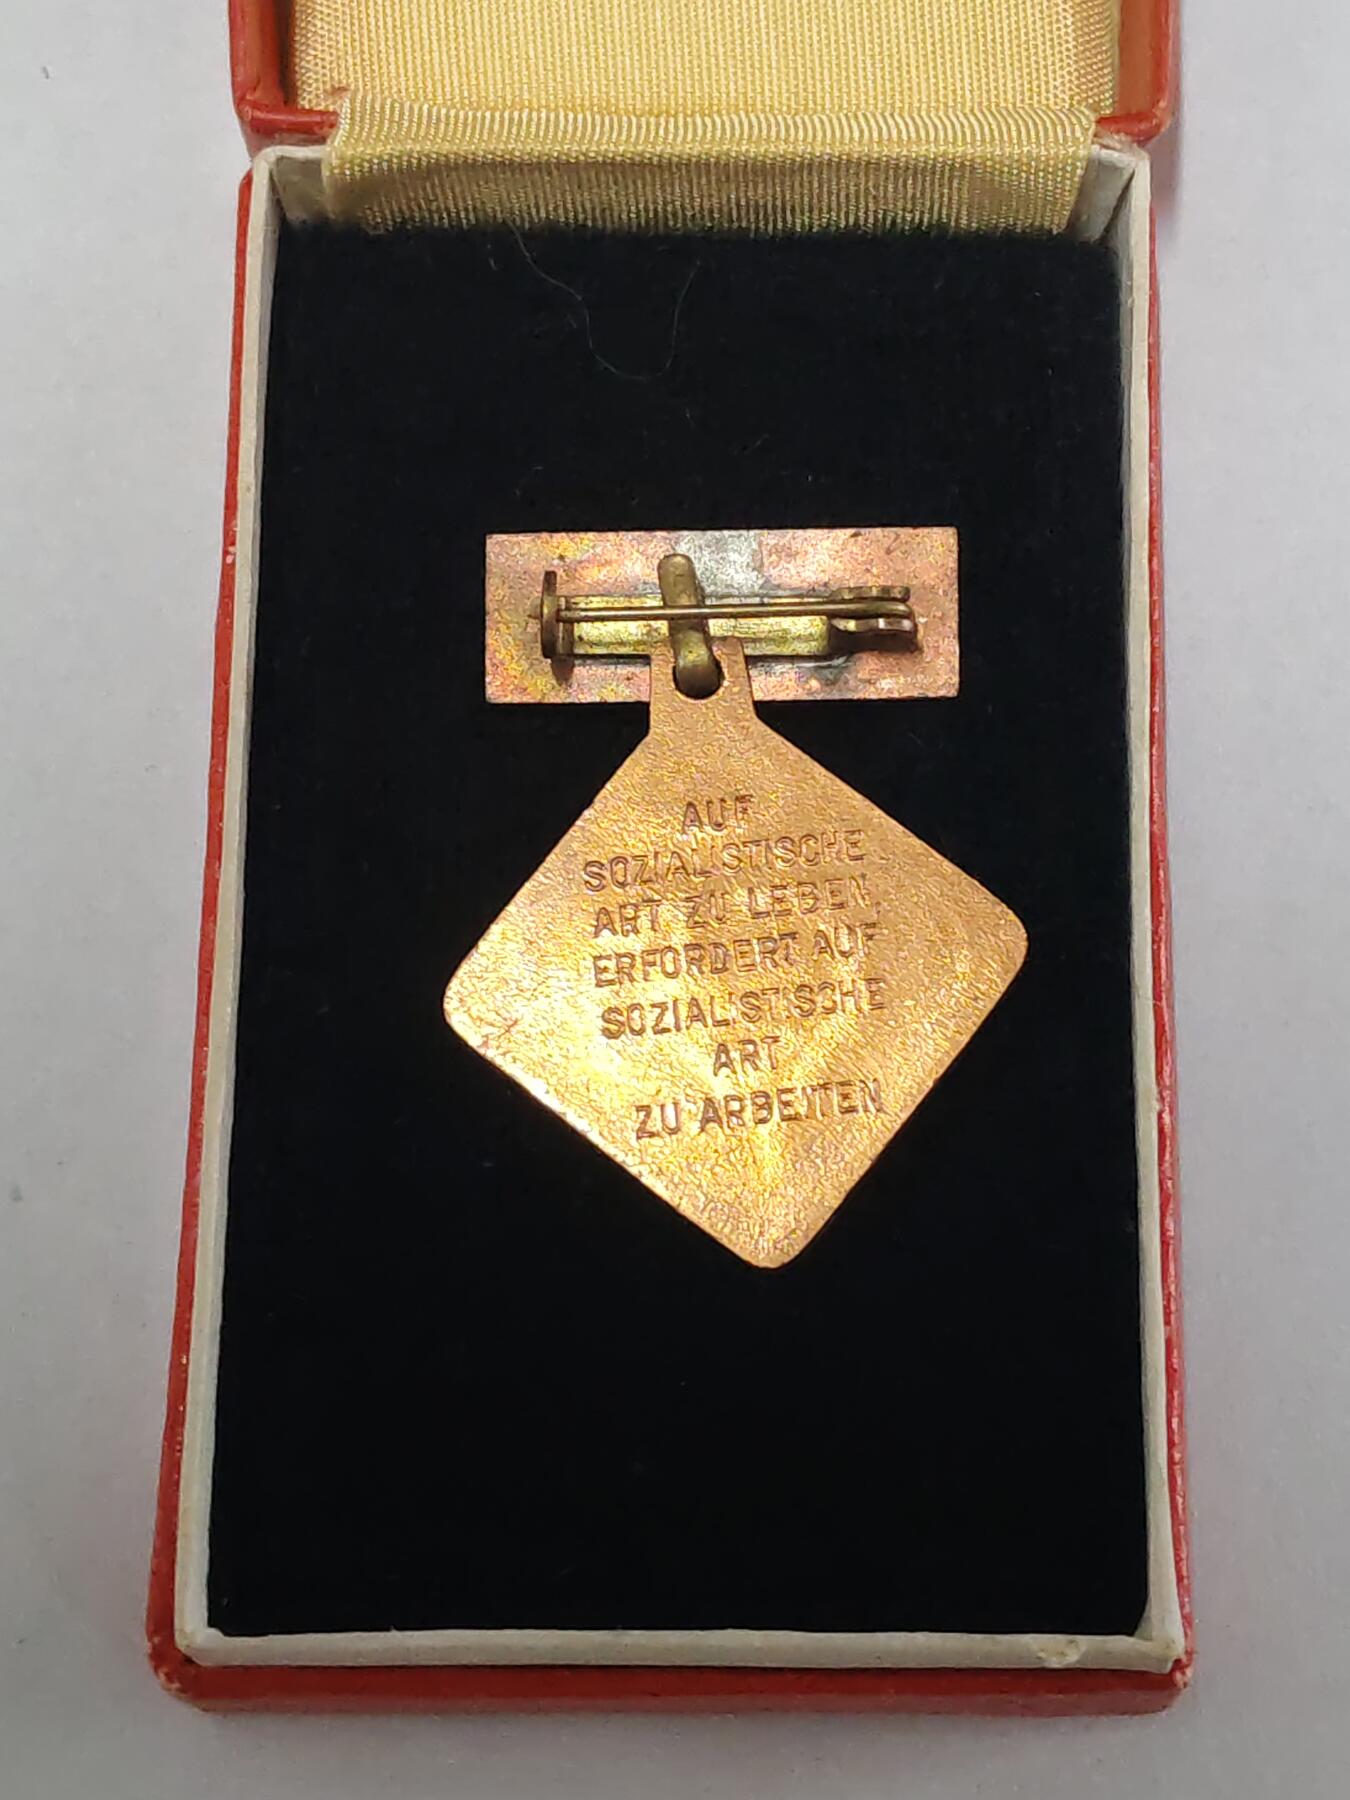 AUF
SOZIALISTISCHE
ART ZU LEBEN,
ERFORDERT AUF
SOZIALISTISCHE
ART
ZU ARBEITEN